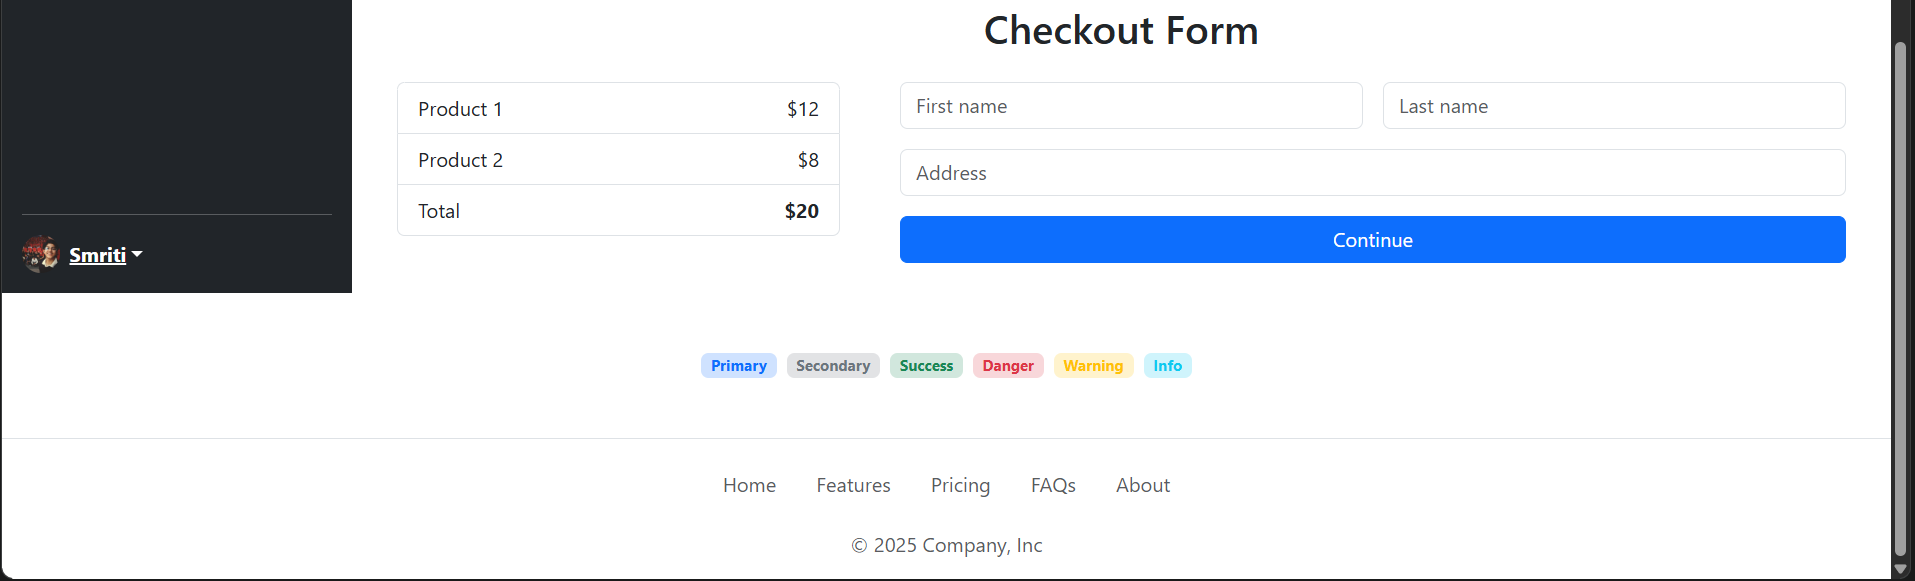 Checkout Form
Product 1 $12
Product 2 $8
Total $20
First name Last name
Address
Continue
Smriti
Primary Secondary Success Danger Warning Info
Home Features Pricing FAQs About
© 2025 Company, Inc